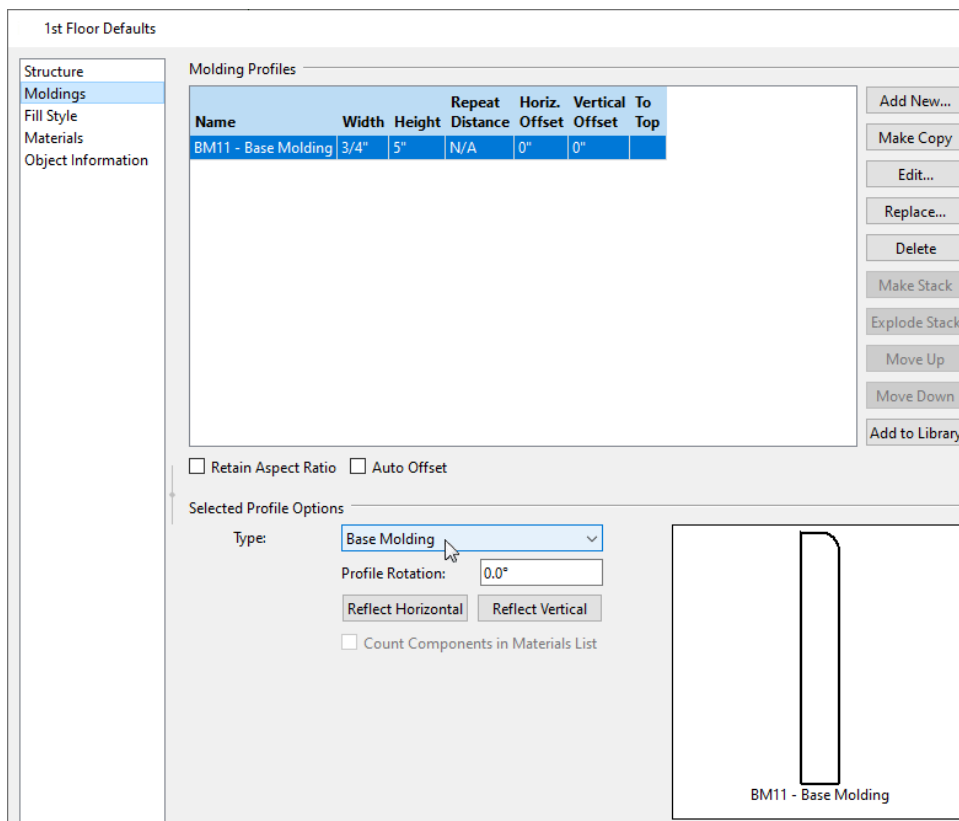 1st Floor Defaults
Structure
Moldings
Fill Style
Materials
Object Information
Molding Profiles
Repeat Horiz. Vertical To
Name Width Height Distance Offset Offset Top
BM11 - Base Molding 3/4" 5" N/A 0" 0"
Add New...
Make Copy
Edit...
Replace...
Delete
Make Stack
Explode Stack
Move Up
Move Down
Add to Library
Retain Aspect Ratio Auto Offset
Selected Profile Options
Type: Base Molding
Profile Rotation: 0.0°
Reflect Horizontal Reflect Vertical
Count Components in Materials List
BM11 - Base Molding